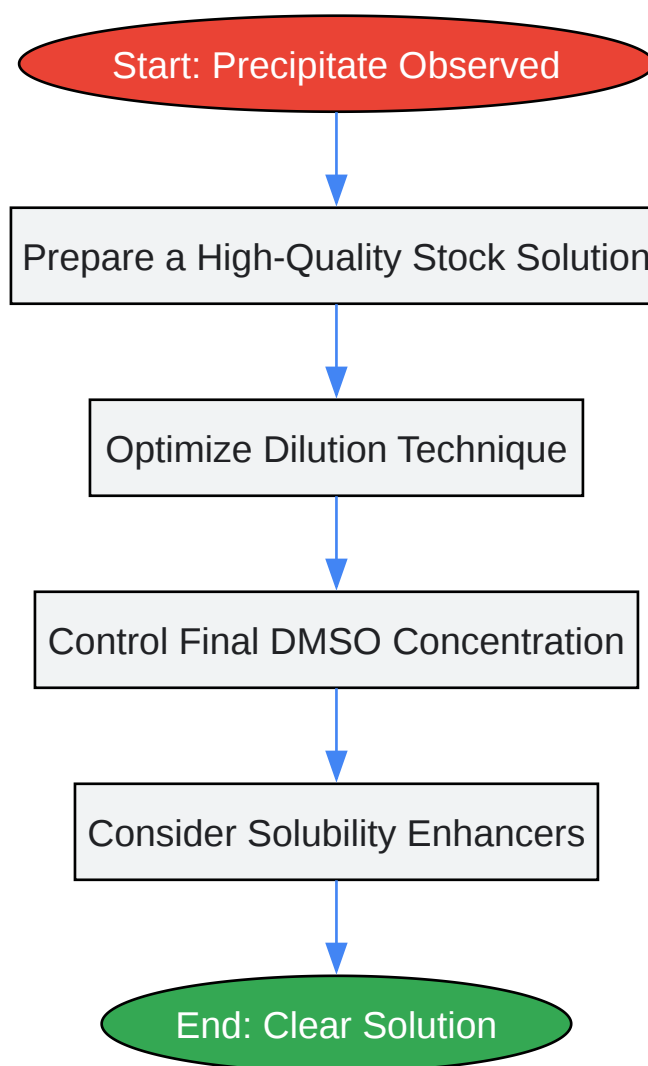 Start: Precipitate Observed
Prepare a High-Quality Stock Solution
Optimize Dilution Technique
Control Final DMSO Concentration
Consider Solubility Enhancers
End: Clear Solution